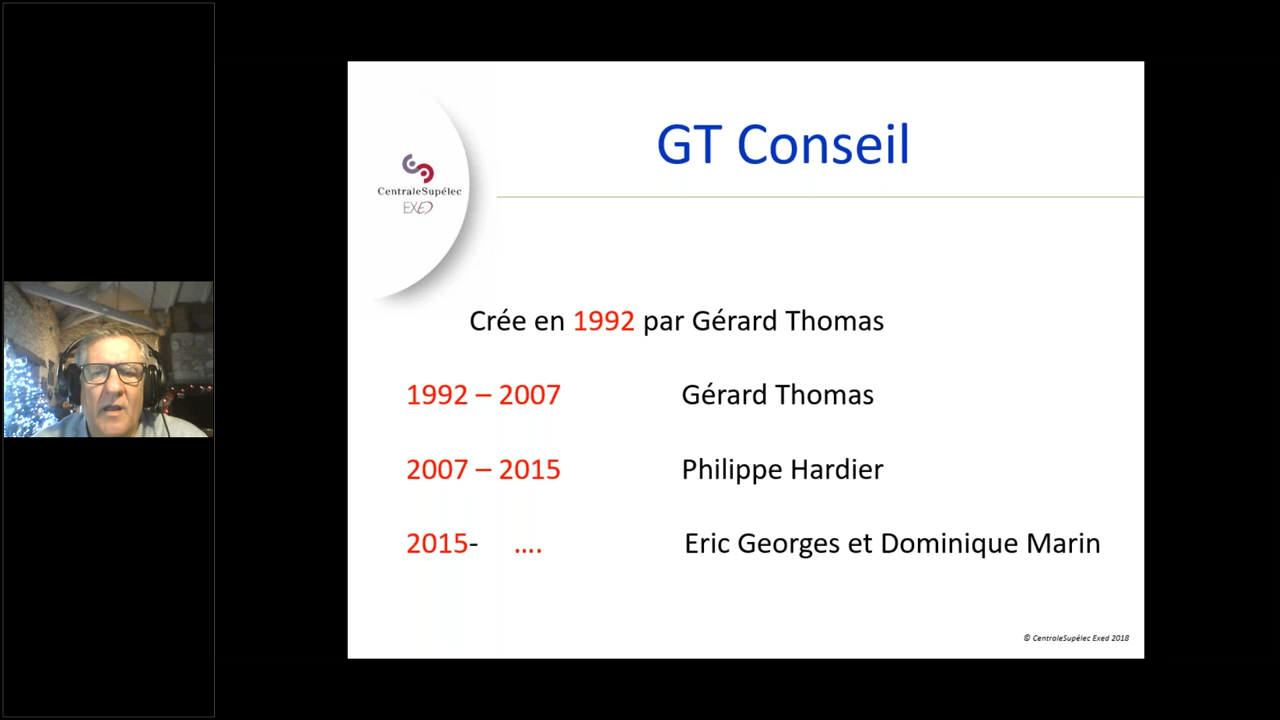 GT Conseil
CentraleSupélec
EXED
Crée en 1992 par Gérard Thomas
1992 – 2007 Gérard Thomas
2007 – 2015 Philippe Hardier
2015- .... Eric Georges et Dominique Marin
© CentraleSupélec Exed 2018